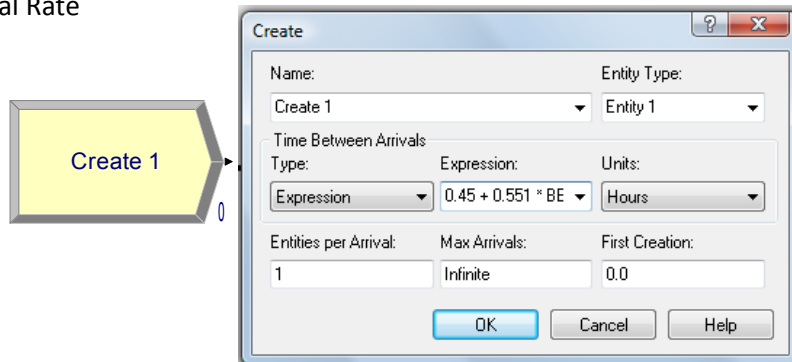 al Rate
Create
Name: Entity Type:
Create 1 Entity 1
Create 1
Time Between Arrivals
Type: Expression: Units:
Expression 0.45 + 0.551 * BE Hours
0
Entities per Arrival: Max Arrivals: First Creation:
1 Infinite 0.0
OK Cancel Help